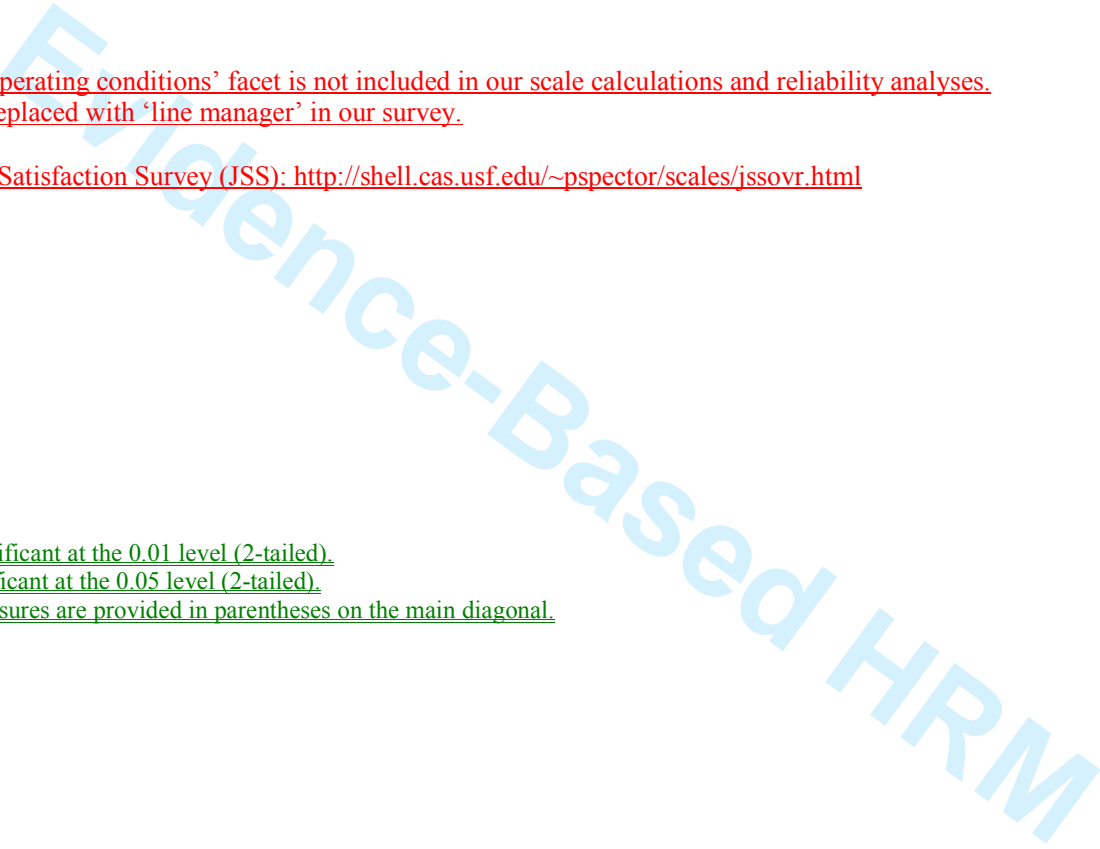 perating conditions’ facet is not included in our scale calculations and reliability analyses.
eplaced with ‘line manager’ in our survey.
Satisfaction Survey (JSS): http://shell.cas.usf.edu/~pspector/scales/jssovr.html
Evidence-Based HRM
ificant at the 0.01 level (2-tailed).
ficant at the 0.05 level (2-tailed).
sures are provided in parentheses on the main diagonal.